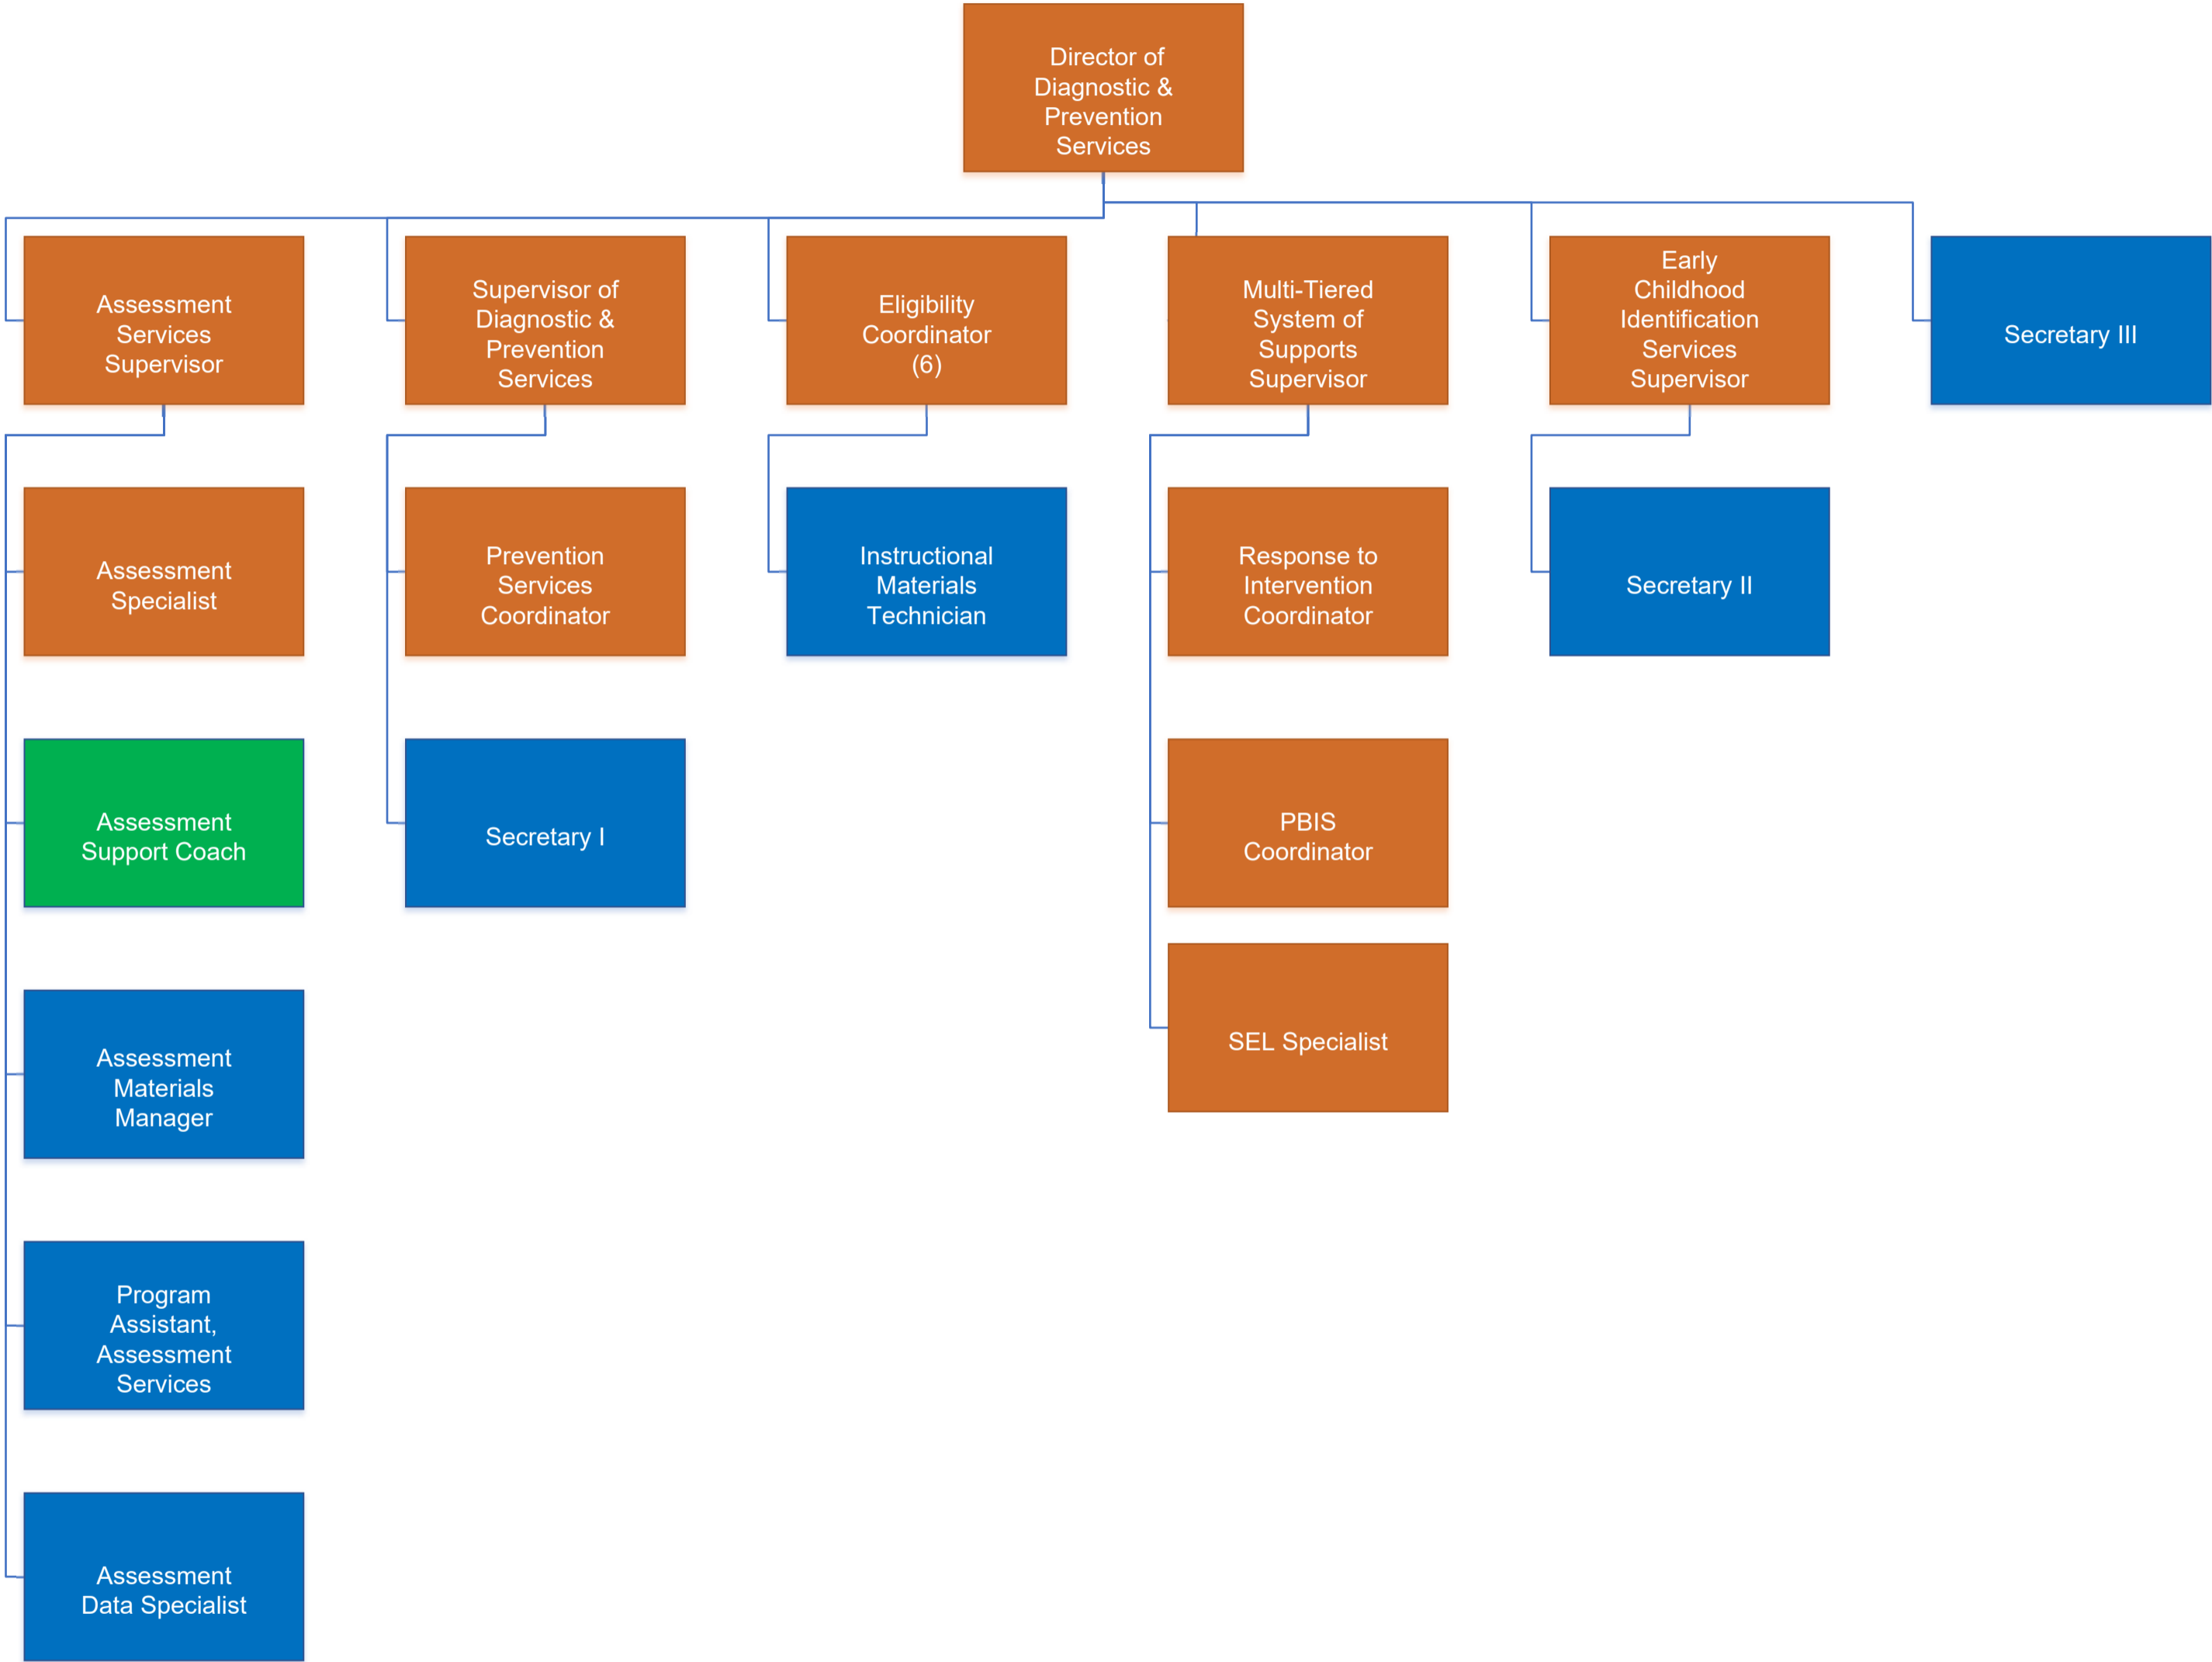 Director of
Diagnostic &
Prevention
Services
Assessment
Services
Supervisor
Supervisor of
Diagnostic &
Prevention
Services
Eligibility
Coordinator
(6)
Multi-Tiered
System of
Supports
Supervisor
Early
Childhood
Identification
Services
Supervisor
Secretary III
Assessment
Specialist
Prevention
Services
Coordinator
Instructional
Materials
Technician
Response to
Intervention
Coordinator
Secretary II
Assessment
Support Coach
Secretary I
PBIS
Coordinator
SEL Specialist
Assessment
Materials
Manager
Program
Assistant,
Assessment
Services
Assessment
Data Specialist